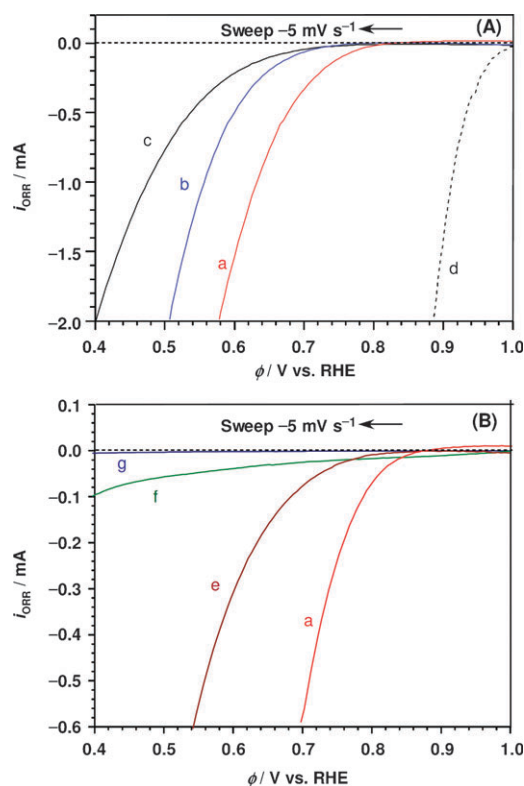 Sweep –5 mV s⁻¹
(A)
0.0
–0.5
–1.0
–1.5
–2.0
i_ORR / mA
c
b
a
d
0.4 0.5 0.6 0.7 0.8 0.9 1.0
ϕ / V vs. RHE
0.1
Sweep –5 mV s⁻¹
(B)
0.0
–0.1
–0.2
–0.3
–0.4
–0.5
–0.6
i_ORR / mA
g
f
e
a
0.4 0.5 0.6 0.7 0.8 0.9 1.0
ϕ / V vs. RHE